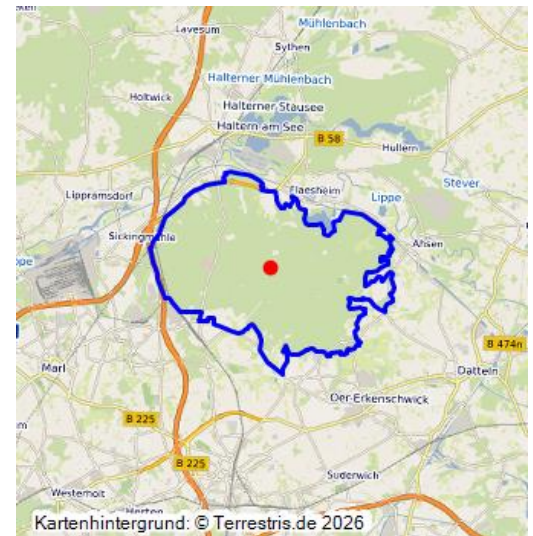 Lavesum
Mühlenbach
Sythen
Halterner Mühlenbach
Holtwick
Halterner Stausee
Haltern am See
B 58
Hullern
Stever
Lippramsdorf
Flaesheim
Lippe
Sickingmühle
Ahsen
ppe
B 474n
Marl
Datteln
Oer-Erkenschwick
B 225
B 225
Suderwich
Westerholt
Herten
Kartenhintergrund: © Terrestris.de 2026